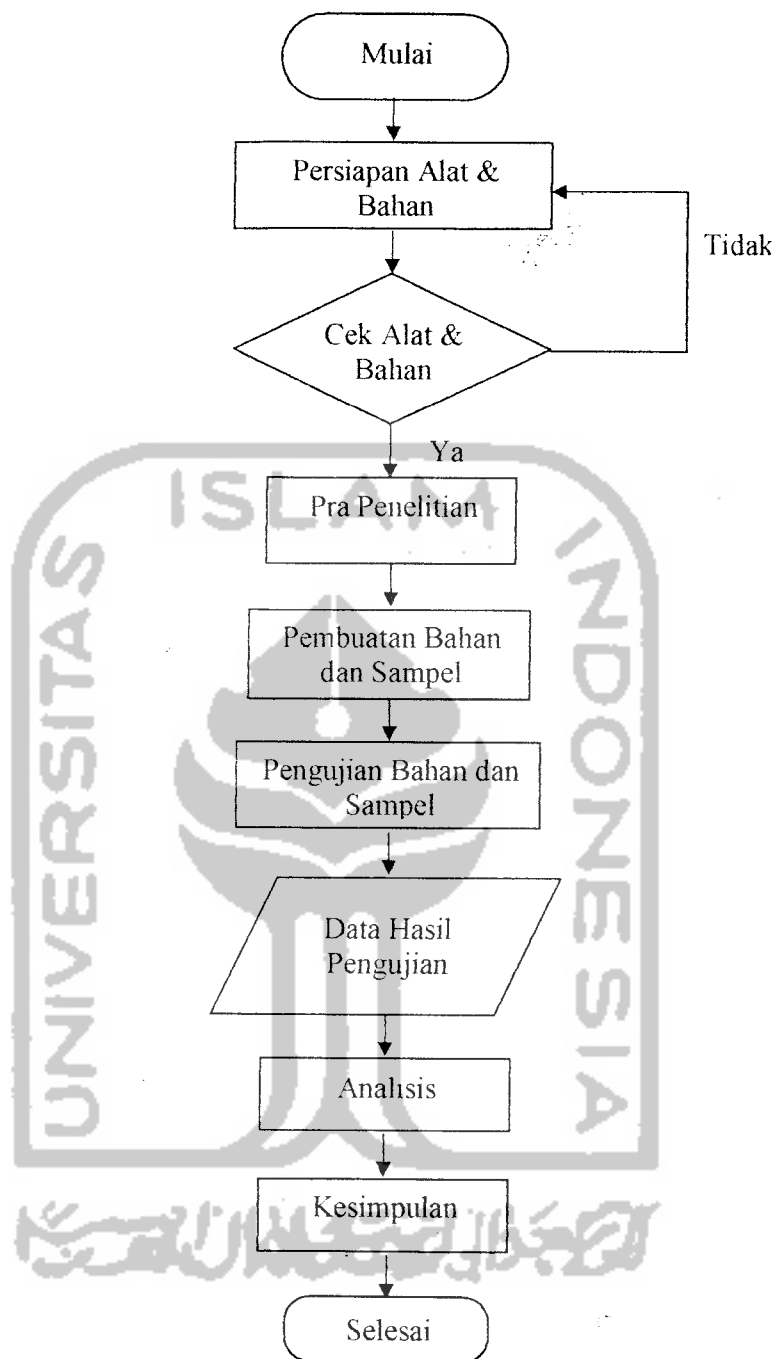 Mulai
Persiapan Alat &
Bahan
Tidak
Cek Alat &
Bahan
Ya
Pra Penelitian
Pembuatan Bahan
dan Sampel
Pengujian Bahan dan
Sampel
Data Hasil
Pengujian
Analisis
Kesimpulan
Selesai
UNIVERSITAS
ISLAM
INDONESIA